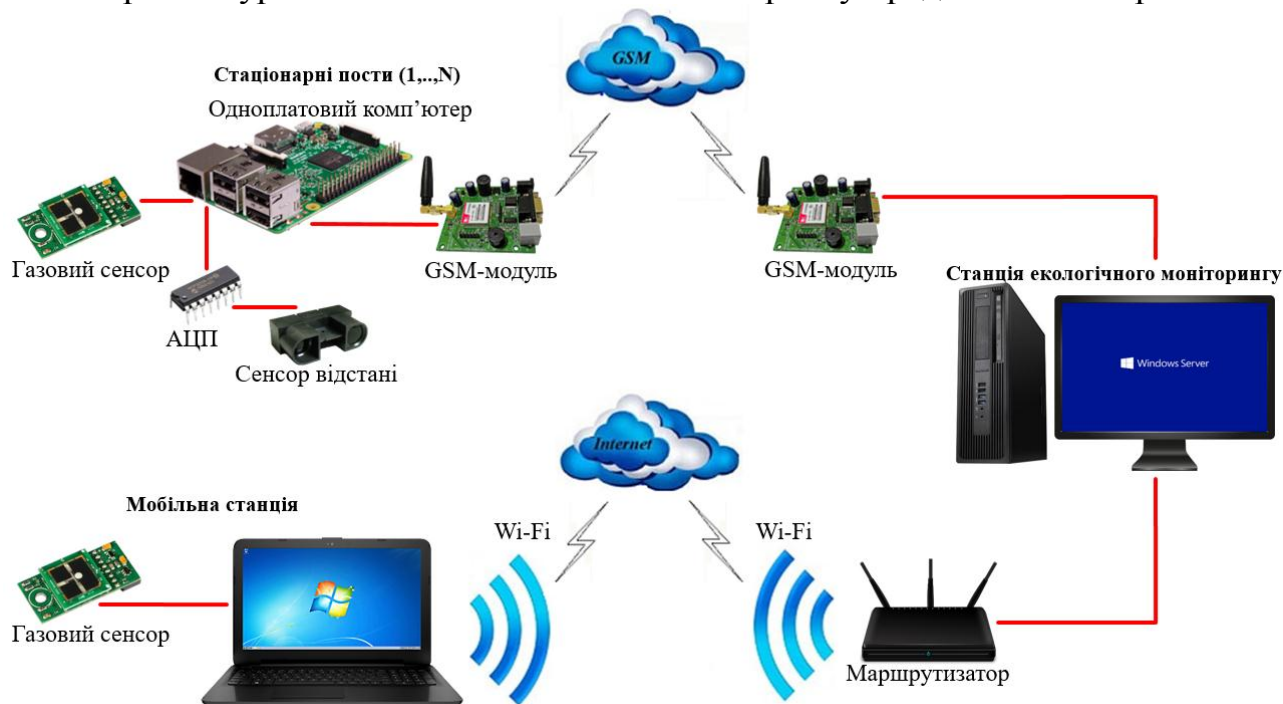 GSM
Стаціонарні пости (1,..,N)
Одноплатовий комп’ютер
Газовий сенсор
GSM-модуль
GSM-модуль
Станція екологічного моніторингу
АЦП
Сенсор відстані
Windows Server
Internet
Мобільна станція
Wi-Fi
Wi-Fi
Газовий сенсор
Маршрутизатор